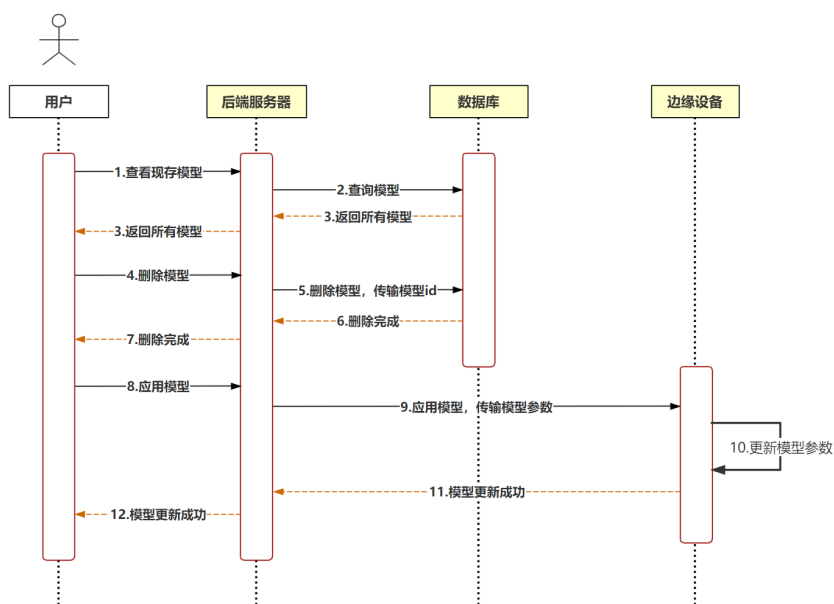 用户
后端服务器
数据库
边缘设备
1.查看现存模型
2.查询模型
3.返回所有模型
3.返回所有模型
4.删除模型
5.删除模型，传输模型id
6.删除完成
7.删除完成
8.应用模型
9.应用模型，传输模型参数
10.更新模型参数
11.模型更新成功
12.模型更新成功